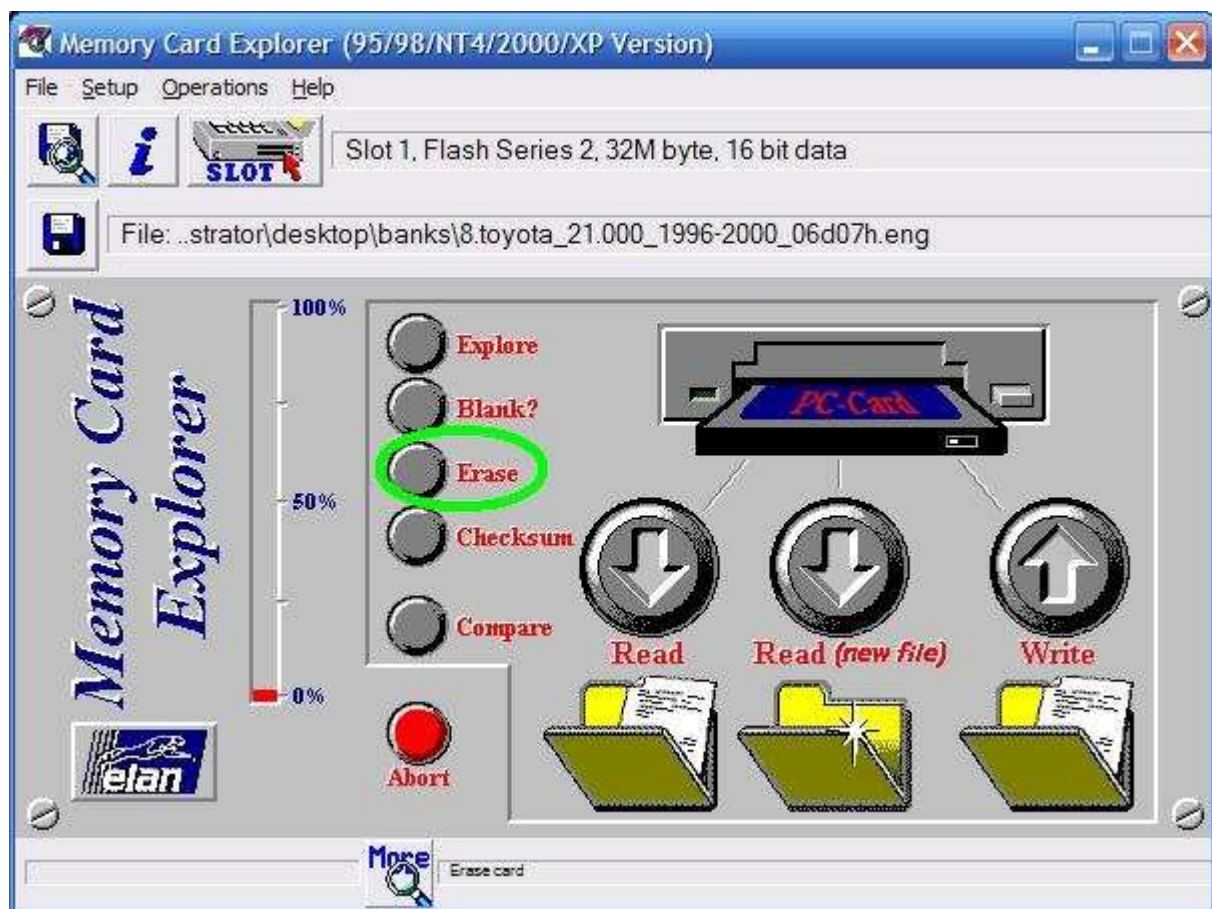 Memory Card Explorer (95/98/NT4/2000/XP Version)
File Setup Operations Help
i
SLOT
Slot 1, Flash Series 2, 32M byte, 16 bit data
File: ..strator\desktop\banks\8.toyota_21.000_1996-2000_06d07h.eng
Memory Card
Explorer
100%
50%
0%
Explore
Blank?
Erase
Checksum
Compare
Abort
PC-Card
Read
Read (new file)
Write
elan
More
Erase card